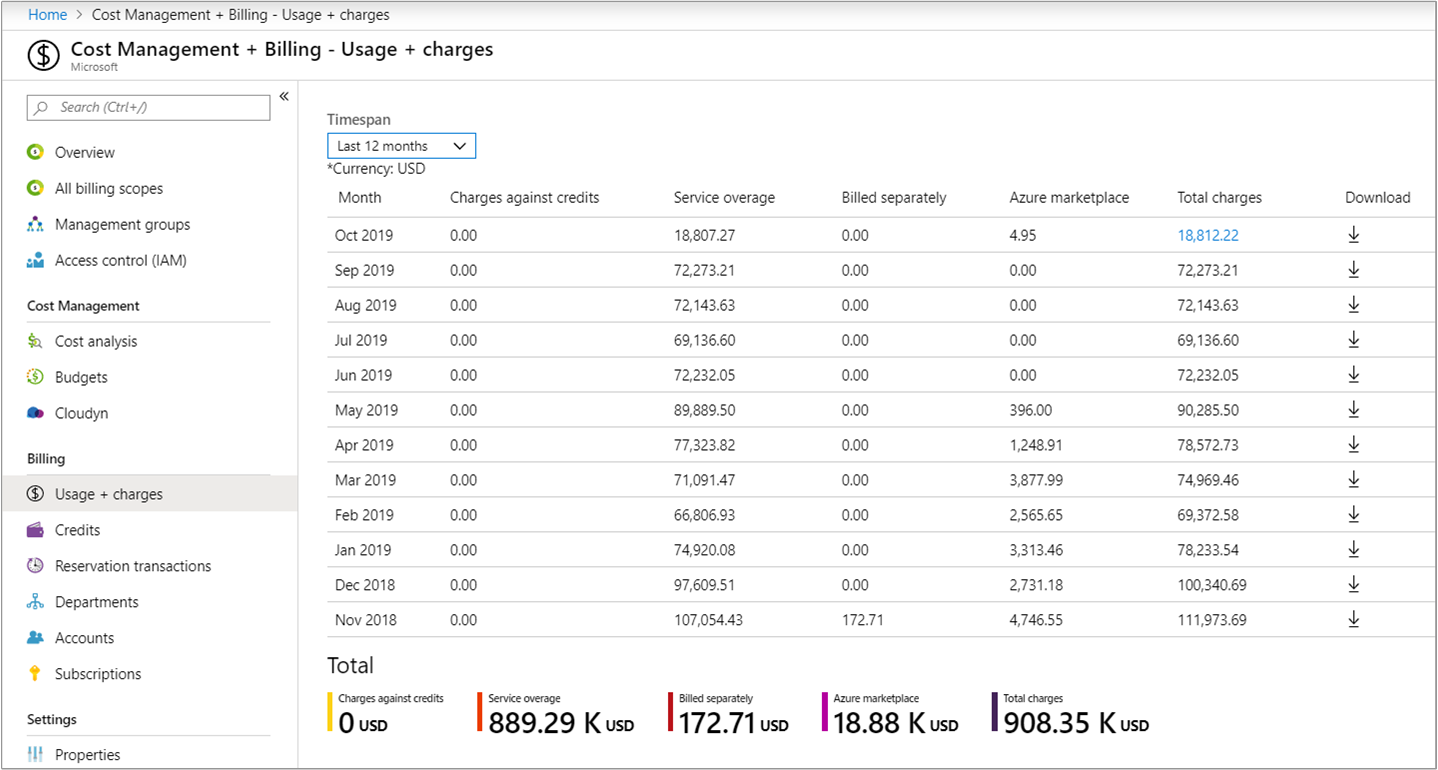 Home > Cost Management + Billing - Usage + charges
Cost Management + Billing - Usage + charges
Microsoft
Search (Ctrl+/)
«
Overview
All billing scopes
Management groups
Access control (IAM)
Cost Management
Cost analysis
Budgets
Cloudyn
Billing
Usage + charges
Credits
Reservation transactions
Departments
Accounts
Subscriptions
Settings
Properties
Timespan
Last 12 months
*Currency: USD
Month Charges against credits Service overage Billed separately Azure marketplace Total charges Download
Oct 2019 0.00 18,807.27 0.00 4.95 18,812.22
Sep 2019 0.00 72,273.21 0.00 0.00 72,273.21
Aug 2019 0.00 72,143.63 0.00 0.00 72,143.63
Jul 2019 0.00 69,136.60 0.00 0.00 69,136.60
Jun 2019 0.00 72,232.05 0.00 0.00 72,232.05
May 2019 0.00 89,889.50 0.00 396.00 90,285.50
Apr 2019 0.00 77,323.82 0.00 1,248.91 78,572.73
Mar 2019 0.00 71,091.47 0.00 3,877.99 74,969.46
Feb 2019 0.00 66,806.93 0.00 2,565.65 69,372.58
Jan 2019 0.00 74,920.08 0.00 3,313.46 78,233.54
Dec 2018 0.00 97,609.51 0.00 2,731.18 100,340.69
Nov 2018 0.00 107,054.43 172.71 4,746.55 111,973.69
Total
Charges against credits Service overage Billed separately Azure marketplace Total charges
0 USD 889.29 K USD 172.71 USD 18.88 K USD 908.35 K USD